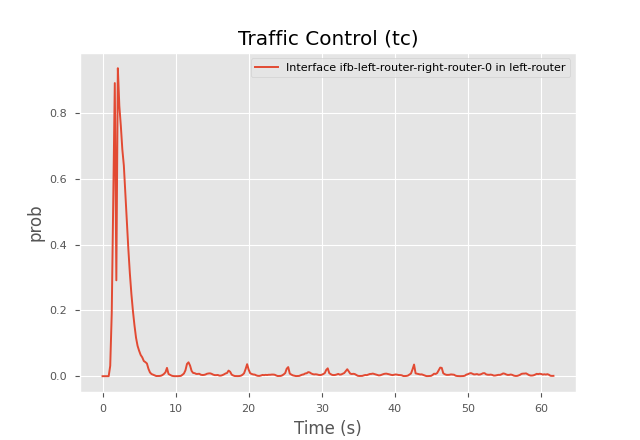 Traffic Control (tc)
Interface ifb-left-router-right-router-0 in left-router
prob
0.8
0.6
0.4
0.2
0.0
0 10 20 30 40 50 60
Time (s)